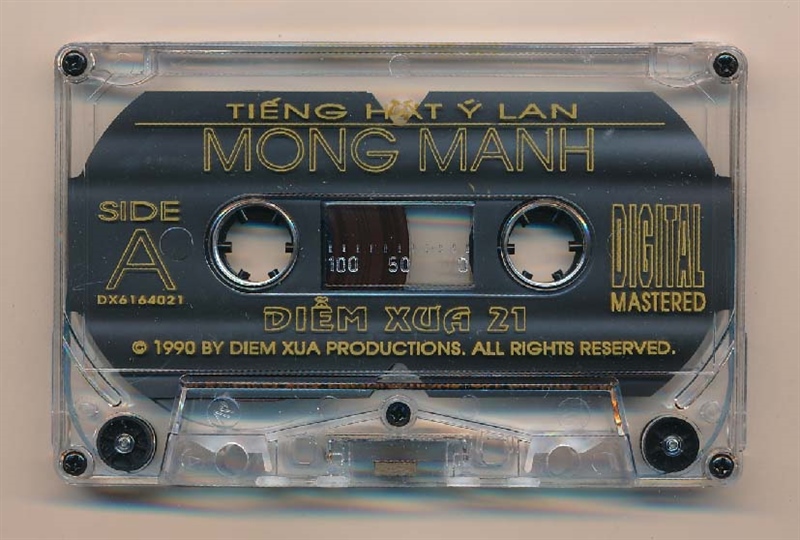 TIẾNG HÁT Ý LAN
MONG MANH
SIDE
A
DX6164021
100 50 0
DIGITAL
MASTERED
DIỄM XƯA 21
© 1990 BY DIEM XUA PRODUCTIONS. ALL RIGHTS RESERVED.